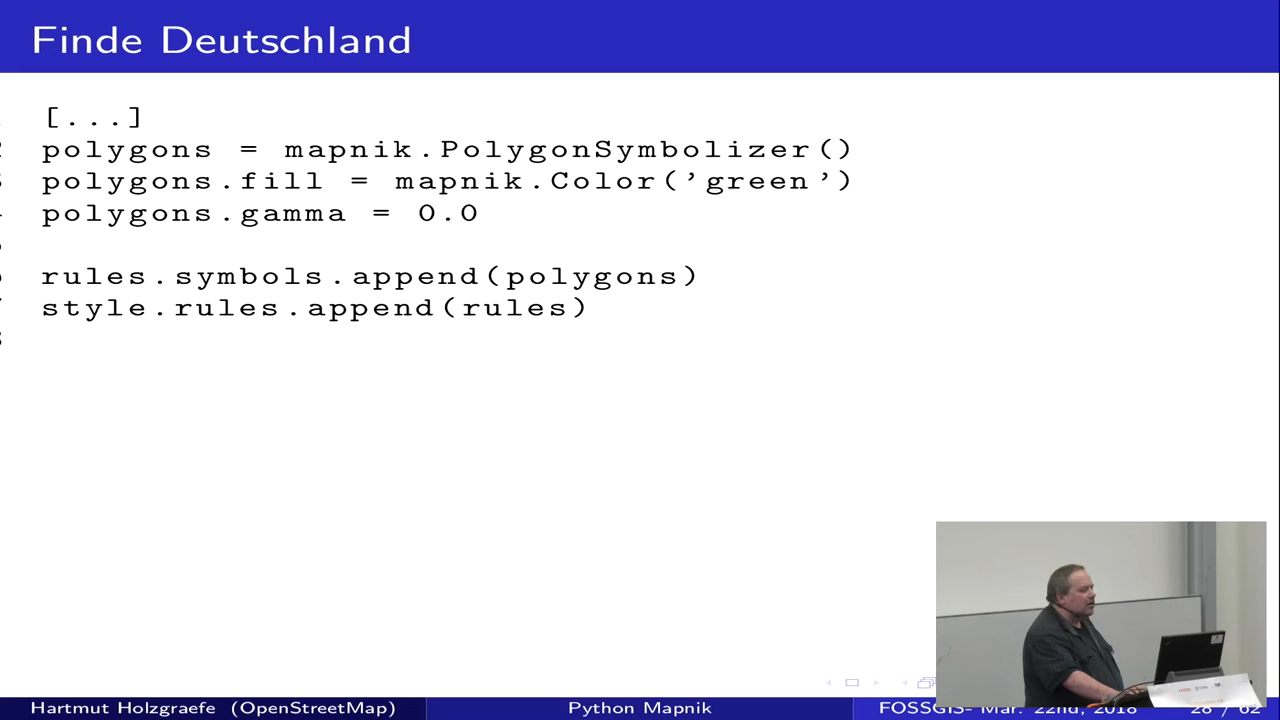 Finde Deutschland
[...]
polygons = mapnik.PolygonSymbolizer()
polygons.fill = mapnik.Color('green')
polygons.gamma = 0.0
rules.symbols.append(polygons)
style.rules.append(rules)
Hartmut Holzgraefe (OpenStreetMap) Python Mapnik FOSSGIS- Mar. 22nd, 2018 28 / 62